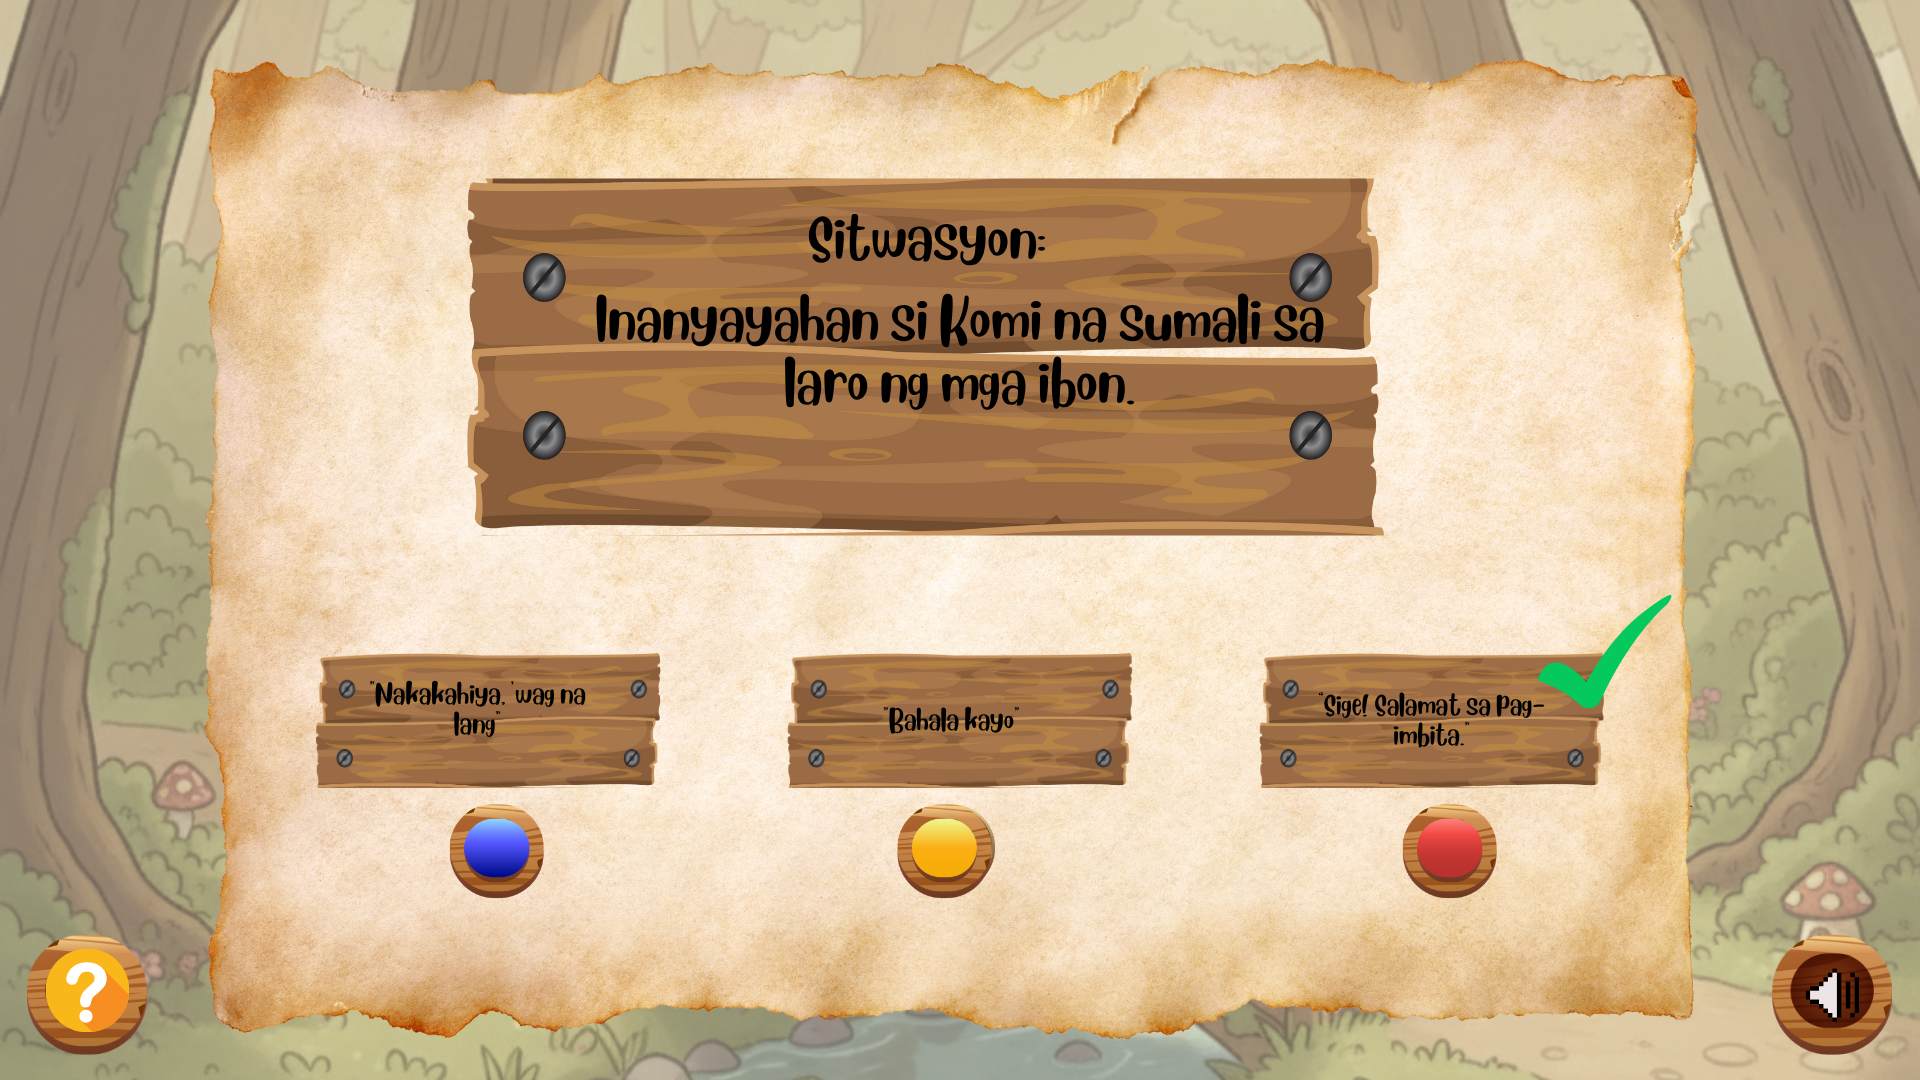 Sitwasyon:
Inanyayahan si Komi na sumali sa
laro ng mga ibon.
"Nakakahiya, 'wag na
lang"
"Bahala kayo"
"Sige! Salamat sa Pag-
imbita."
?